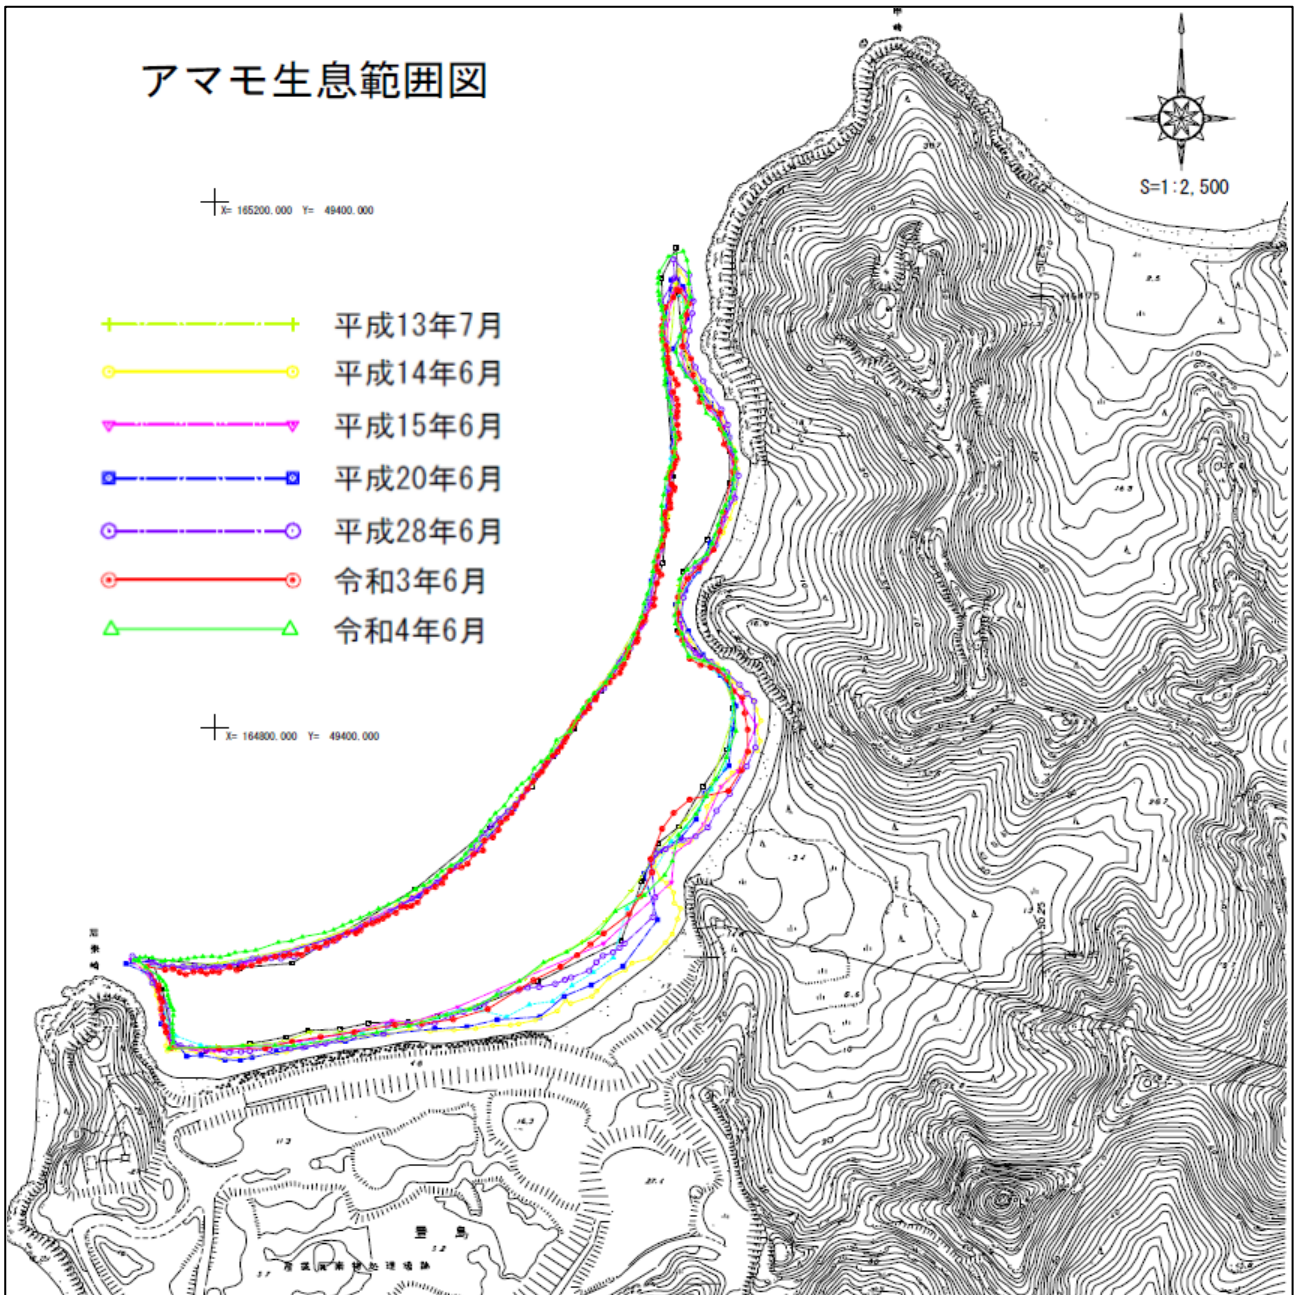 アマモ生息範囲図
S=1:2,500
X= 165200.000 Y= 49400.000
平成13年7月
平成14年6月
平成15年6月
平成20年6月
平成28年6月
令和3年6月
令和4年6月
X= 164800.000 Y= 49400.000
豊島